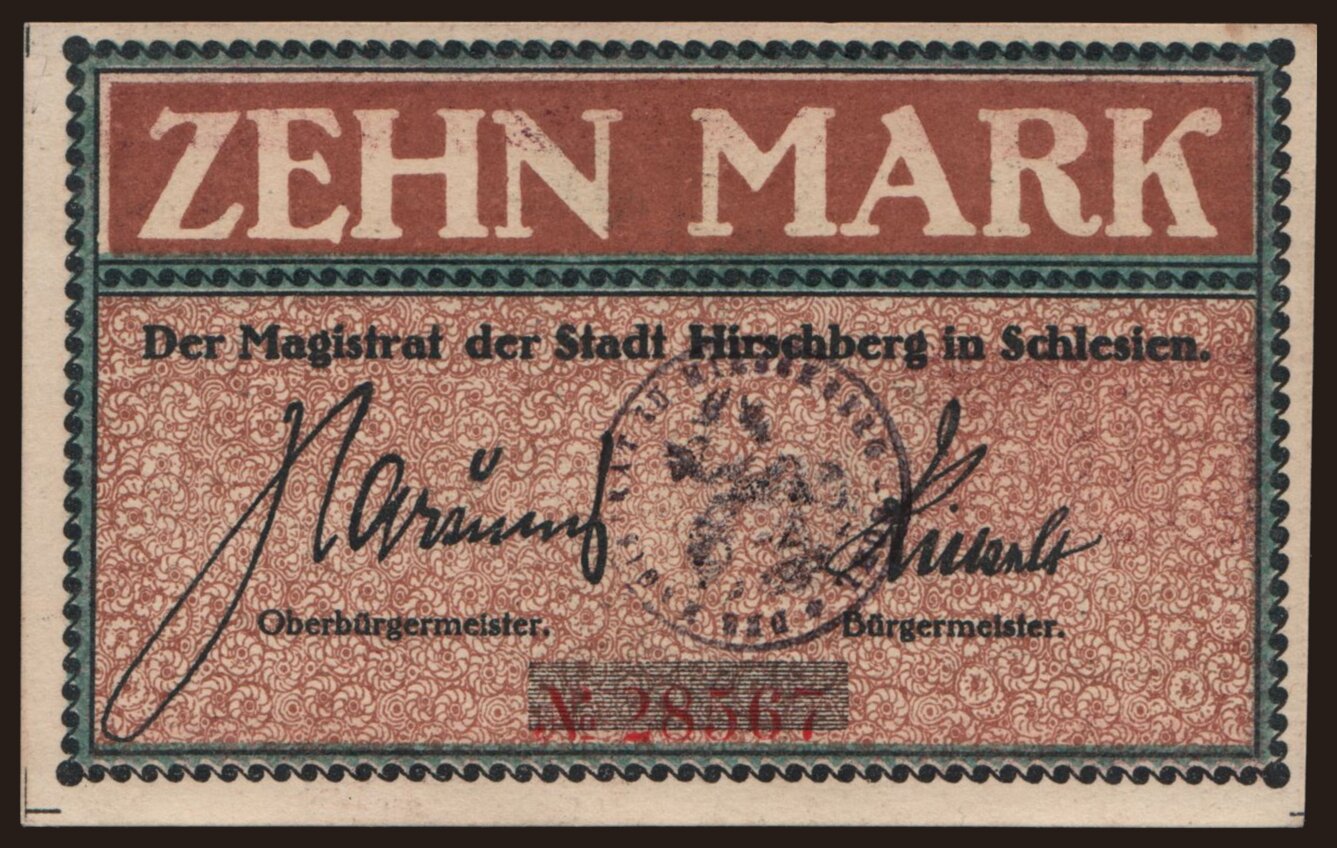 ZEHN MARK
Der Magistrat der Stadt Hirschberg in Schlesien.
Oberbürgermeister.
Bürgermeister.
№ 28567